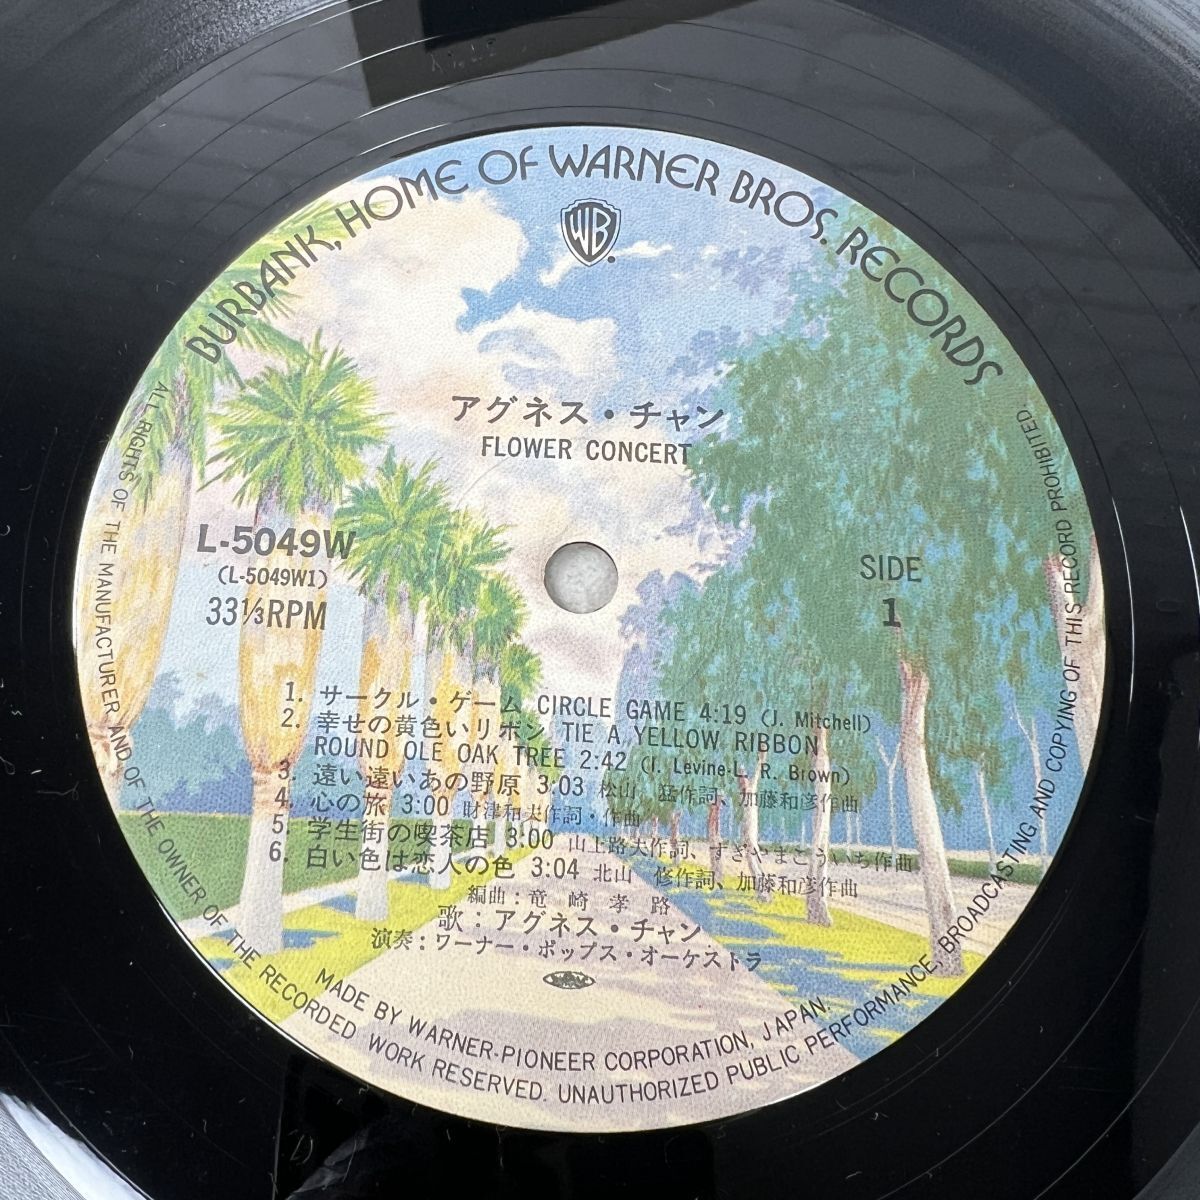 BURBANK, HOME OF WARNER BROS. RECORDS
WB
アグネス・チャン
FLOWER CONCERT
L-5049W
(L-5049W1)
33⅓RPM
SIDE
1
1. サークル・ゲーム CIRCLE GAME 4:19 (J. Mitchell)
2. 幸せの黄色いリボン TIE A YELLOW RIBBON
ROUND OLE OAK TREE 2:42 (I. Levine-L. R. Brown)
3. 遠い遠いあの野原 3:03 松山 猛作詞、加藤和彦作曲
4. 心の旅 3:00 財津和夫作詞・作曲
5. 学生街の喫茶店 3:00 山上路夫作詞、すぎやまこういち作曲
6. 白い色は恋人の色 3:04 北山 修作詞、加藤和彦作曲
編曲：竜崎孝路
歌：アグネス・チャン
演奏：ワーナー・ポップス・オーケストラ
MADE BY WARNER-PIONEER CORPORATION, JAPAN.
ALL RIGHTS OF THE MANUFACTURER AND OF THE OWNER OF THE RECORDED WORK RESERVED. UNAUTHORIZED PUBLIC PERFORMANCE, BROADCASTING AND COPYING OF THIS RECORD PROHIBITED.